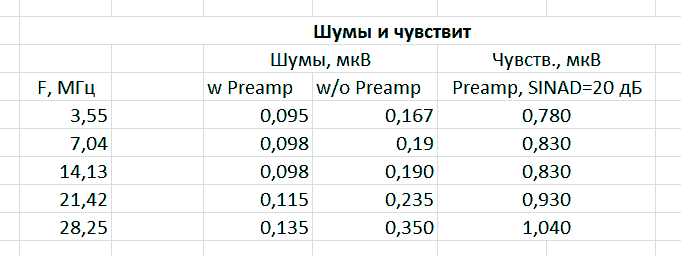 Шумы и чувствит
Шумы, мкВ Чувств., мкВ
F, МГц w Preamp w/o Preamp Preamp, SINAD=20 дБ
3,55 0,095 0,167 0,780
7,04 0,098 0,19 0,830
14,13 0,098 0,190 0,830
21,42 0,115 0,235 0,930
28,25 0,135 0,350 1,040